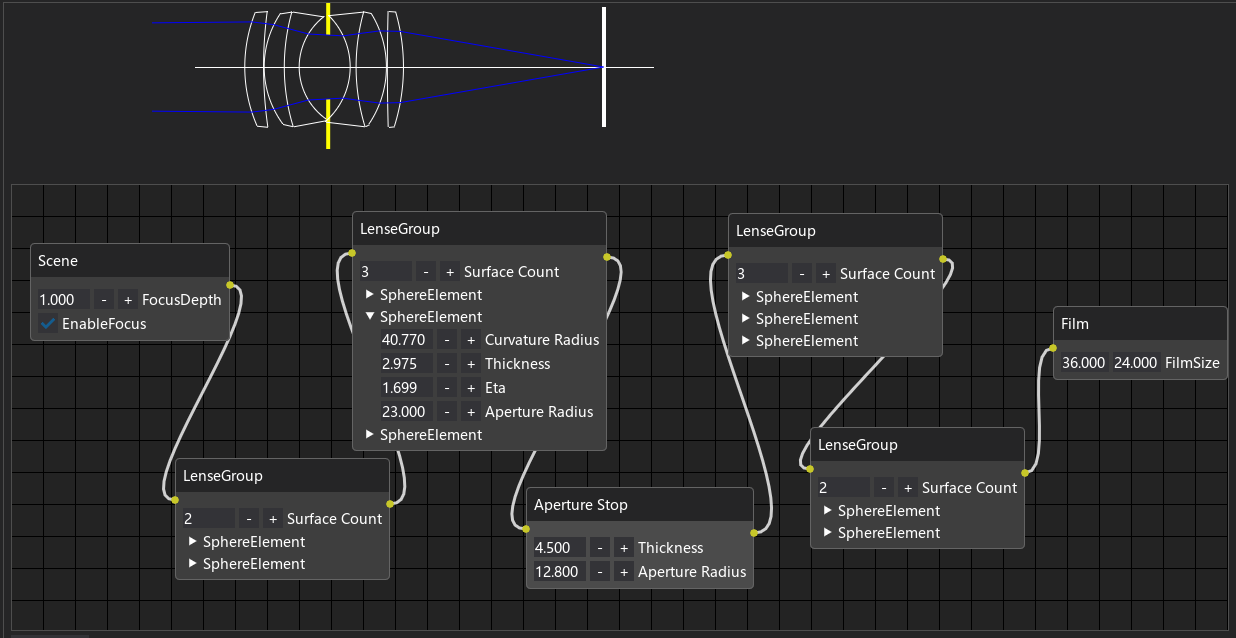 Scene
1.000 - + FocusDepth
EnableFocus
LenseGroup
2 - + Surface Count
SphereElement
SphereElement
LenseGroup
3 - + Surface Count
SphereElement
SphereElement
40.770 - + Curvature Radius
2.975 - + Thickness
1.699 - + Eta
23.000 - + Aperture Radius
SphereElement
Aperture Stop
4.500 - + Thickness
12.800 - + Aperture Radius
LenseGroup
3 - + Surface Count
SphereElement
SphereElement
SphereElement
LenseGroup
2 - + Surface Count
SphereElement
SphereElement
Film
36.000 24.000 FilmSize